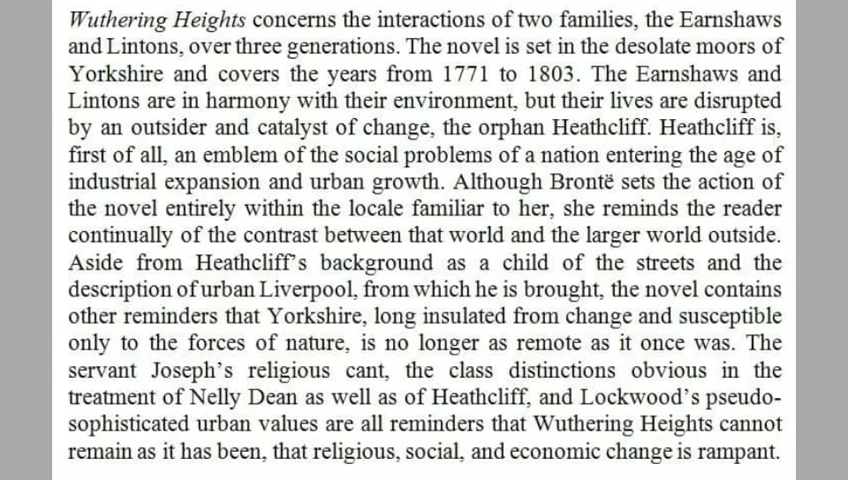 Wuthering Heights concerns the interactions of two families, the Earnshaws
and Lintons, over three generations. The novel is set in the desolate moors of
Yorkshire and covers the years from 1771 to 1803. The Earnshaws and
Lintons are in harmony with their environment, but their lives are disrupted
by an outsider and catalyst of change, the orphan Heathcliff. Heathcliff is,
first of all, an emblem of the social problems of a nation entering the age of
industrial expansion and urban growth. Although Brontë sets the action of
the novel entirely within the locale familiar to her, she reminds the reader
continually of the contrast between that world and the larger world outside.
Aside from Heathcliff's background as a child of the streets and the
description of urban Liverpool, from which he is brought, the novel contains
other reminders that Yorkshire, long insulated from change and susceptible
only to the forces of nature, is no longer as remote as it once was. The
servant Joseph's religious cant, the class distinctions obvious in the
treatment of Nelly Dean as well as of Heathcliff, and Lockwood's pseudo-
sophisticated urban values are all reminders that Wuthering Heights cannot
remain as it has been, that religious, social, and economic change is rampant.